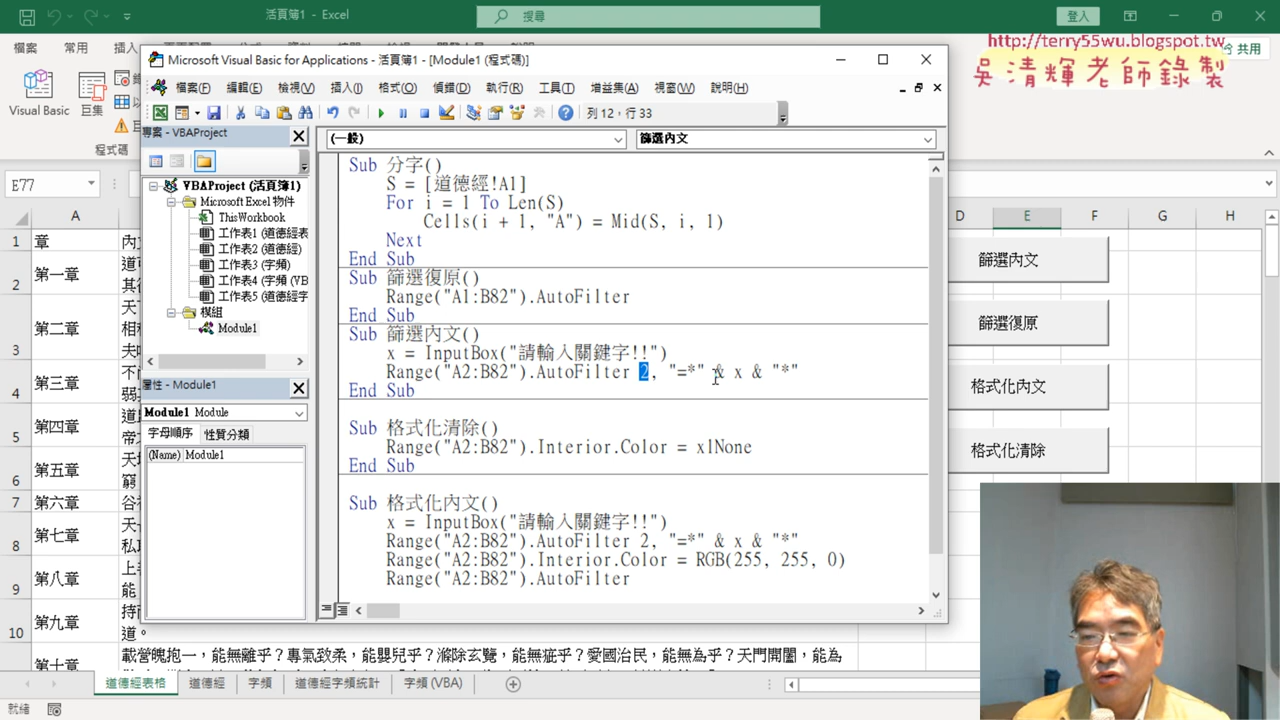 活頁簿1 - Excel
搜尋
登入
檔案
常用
插入
共用
http://terry55wu.blogspot.tw
吳清輝老師錄製
Visual Basic
巨集
程式碼
E77
Microsoft Visual Basic for Applications - 活頁簿1 - [Module1 (程式碼)]
檔案(F) 編輯(E) 檢視(V) 插入(I) 格式(O) 偵錯(D) 執行(R) 工具(T) 增益集(A) 視窗(W) 說明(H)
列 12，行 33
專案 - VBAProject
VBAProject (活頁簿1)
Microsoft Excel 物件
ThisWorkbook
工作表1 (道德經表
工作表2 (道德經)
工作表3 (字頻)
工作表4 (字頻 (VB
工作表5 (道德經字
模組
Module1
屬性 - Module1
Module1 Module
字母順序 性質分類
(Name) Module1
(一般)
篩選內文
Sub 分字()
S = [道德經!A1]
For i = 1 To Len(S)
Cells(i + 1, "A") = Mid(S, i, 1)
Next
End Sub
Sub 篩選復原()
Range("A1:B82").AutoFilter
End Sub
Sub 篩選內文()
x = InputBox("請輸入關鍵字!!")
Range("A2:B82").AutoFilter 2, "=*" & x & "*"
End Sub
Sub 格式化清除()
Range("A2:B82").Interior.Color = xlNone
End Sub
Sub 格式化內文()
x = InputBox("請輸入關鍵字!!")
Range("A2:B82").AutoFilter 2, "=*" & x & "*"
Range("A2:B82").Interior.Color = RGB(255, 255, 0)
Range("A2:B82").AutoFilter
A
D E F G H
1 章
2 第一章
3 第二章
4 第三章
5 第四章
6 第五章
7 第六章
8 第七章
9 第八章
10 第九章
道。
第十
載營魄抱一，能無離乎？專氣致柔，能嬰兒乎？滌除玄覽，能無疵乎？愛國治民，能無為乎？天門開闔，能為
篩選內文
篩選復原
格式化內文
格式化清除
道德經表格 道德經 字頻 道德經字頻統計 字頻 (VBA)
就緒